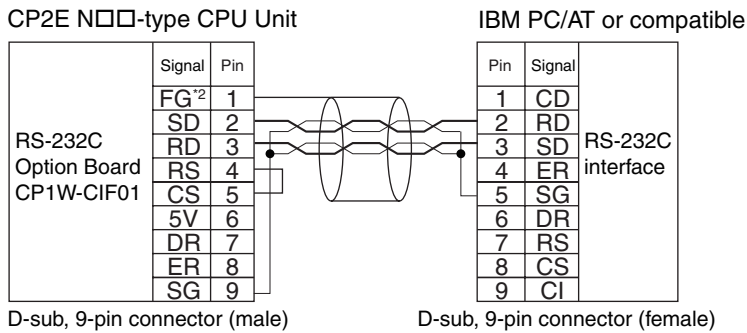 CP2E N□□-type CPU Unit
IBM PC/AT or compatible
RS-232C
Option Board
CP1W-CIF01
Signal Pin
FG*2 1
SD 2
RD 3
RS 4
CS 5
5V 6
DR 7
ER 8
SG 9
Pin Signal
1 CD
2 RD
3 SD
4 ER
5 SG
6 DR
7 RS
8 CS
9 CI
RS-232C
interface
D-sub, 9-pin connector (male)
D-sub, 9-pin connector (female)